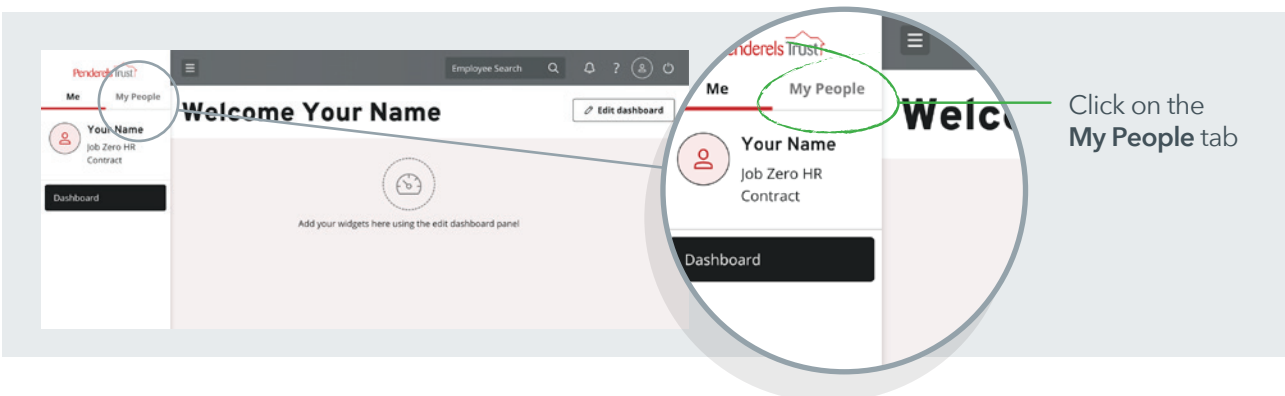 Penderels Trust
Employee Search
?
Me My People
Welcome Your Name
Edit dashboard
Your Name
Job Zero HR
Contract
Dashboard
Add your widgets here using the edit dashboard panel
enderels Trust
Me My People
Welc
Your Name
Job Zero HR
Contract
Dashboard
Click on the
My People tab